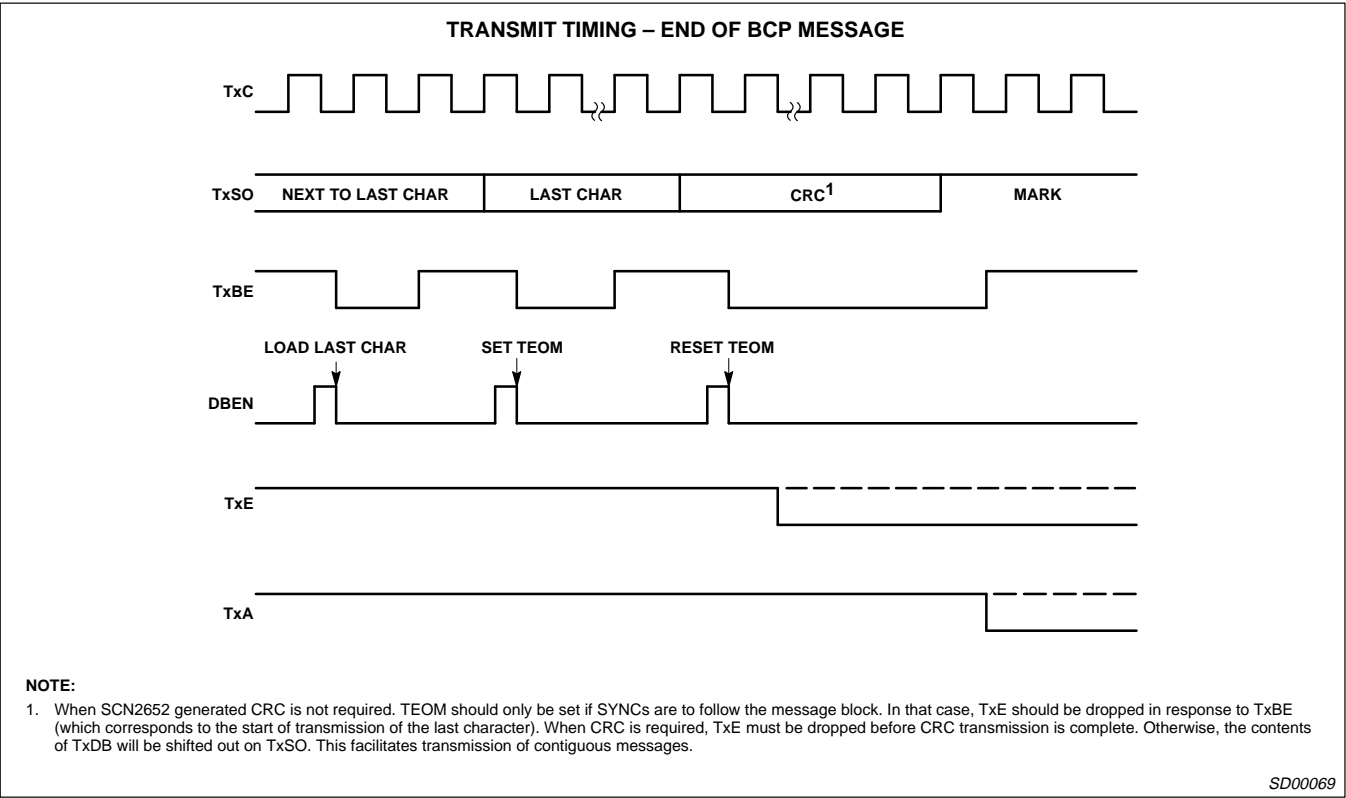 TRANSMIT TIMING – END OF BCP MESSAGE
TxC
TxSO
NEXT TO LAST CHAR
LAST CHAR
CRC1
MARK
TxBE
LOAD LAST CHAR
SET TEOM
RESET TEOM
DBEN
TxE
TxA
NOTE:
1. When SCN2652 generated CRC is not required. TEOM should only be set if SYNCs are to follow the message block. In that case, TxE should be dropped in response to TxBE
(which corresponds to the start of transmission of the last character). When CRC is required, TxE must be dropped before CRC transmission is complete. Otherwise, the contents
of TxDB will be shifted out on TxSO. This facilitates transmission of contiguous messages.
SD00069